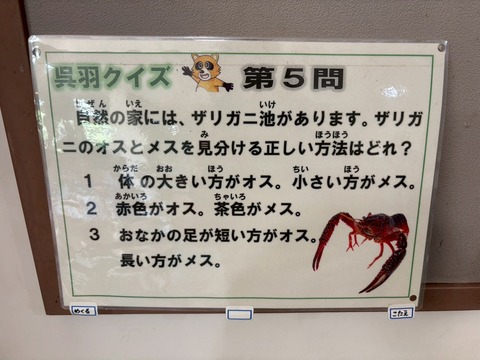 呉羽クイズ 第5問
自然の家には、ザリガニ池があります。ザリガ
ニのオスとメスを見分ける正しい方法はどれ？
1 体の大きい方がオス。小さい方がメス。
2 赤色がオス。茶色がメス。
3 おなかの足が短い方がオス。
長い方がメス。
めくる こたえ